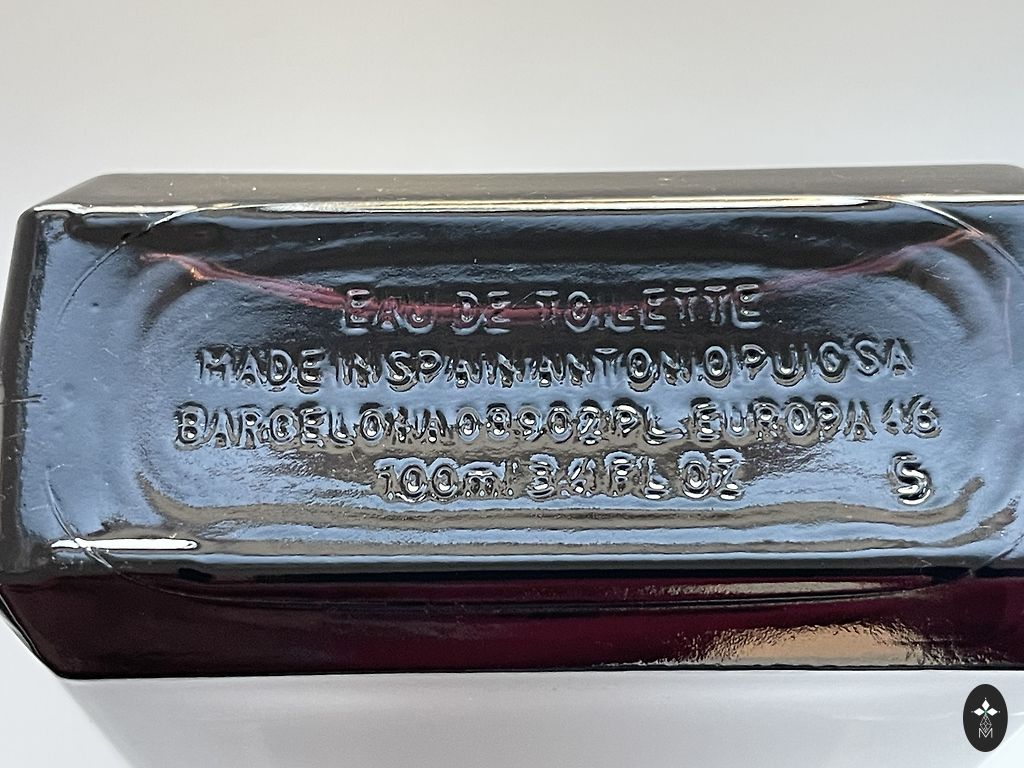 EAU DE TOILETTE
MADE IN SPAIN ANTONIO PUIG SA
BARCELONA 08902 PL EUROPA 46
100ml 3.4 FL OZ
S
M